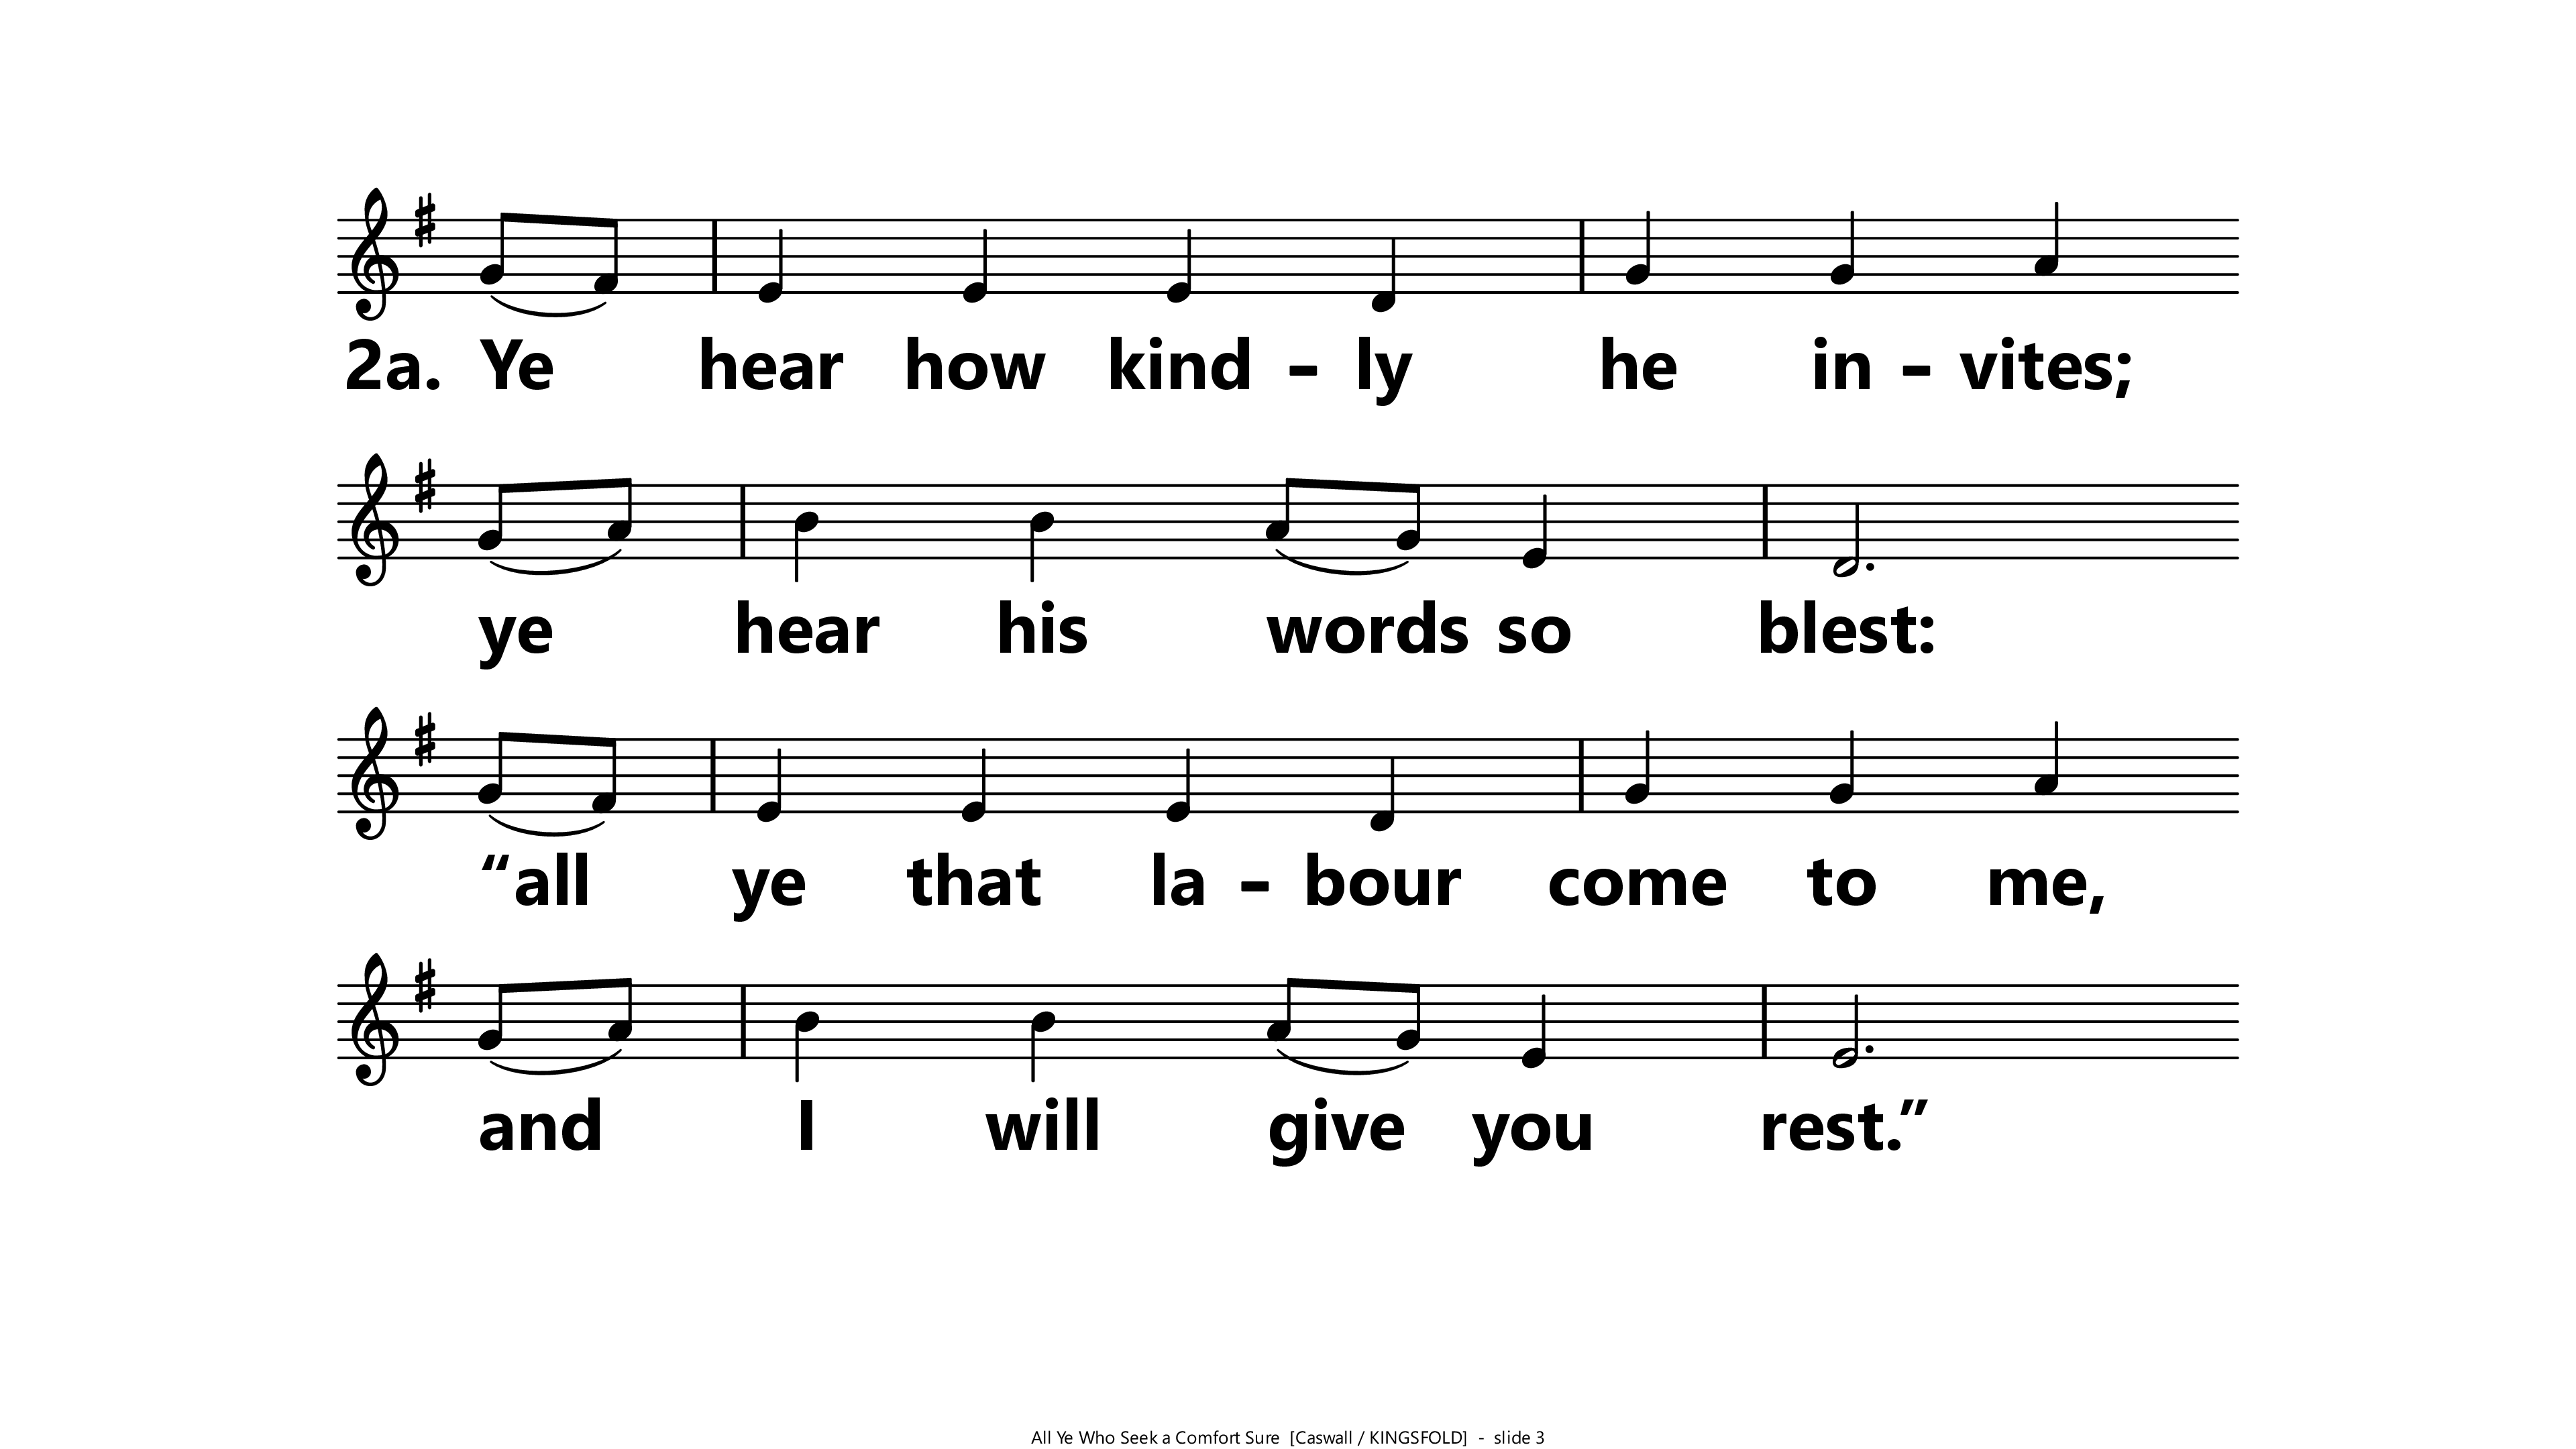 2a. Ye hear how kind - ly he in - vites;
ye hear his words so blest:
“all ye that la - bour come to me,
and I will give you rest.”
All Ye Who Seek a Comfort Sure [Caswall / KINGSFOLD] - slide 3